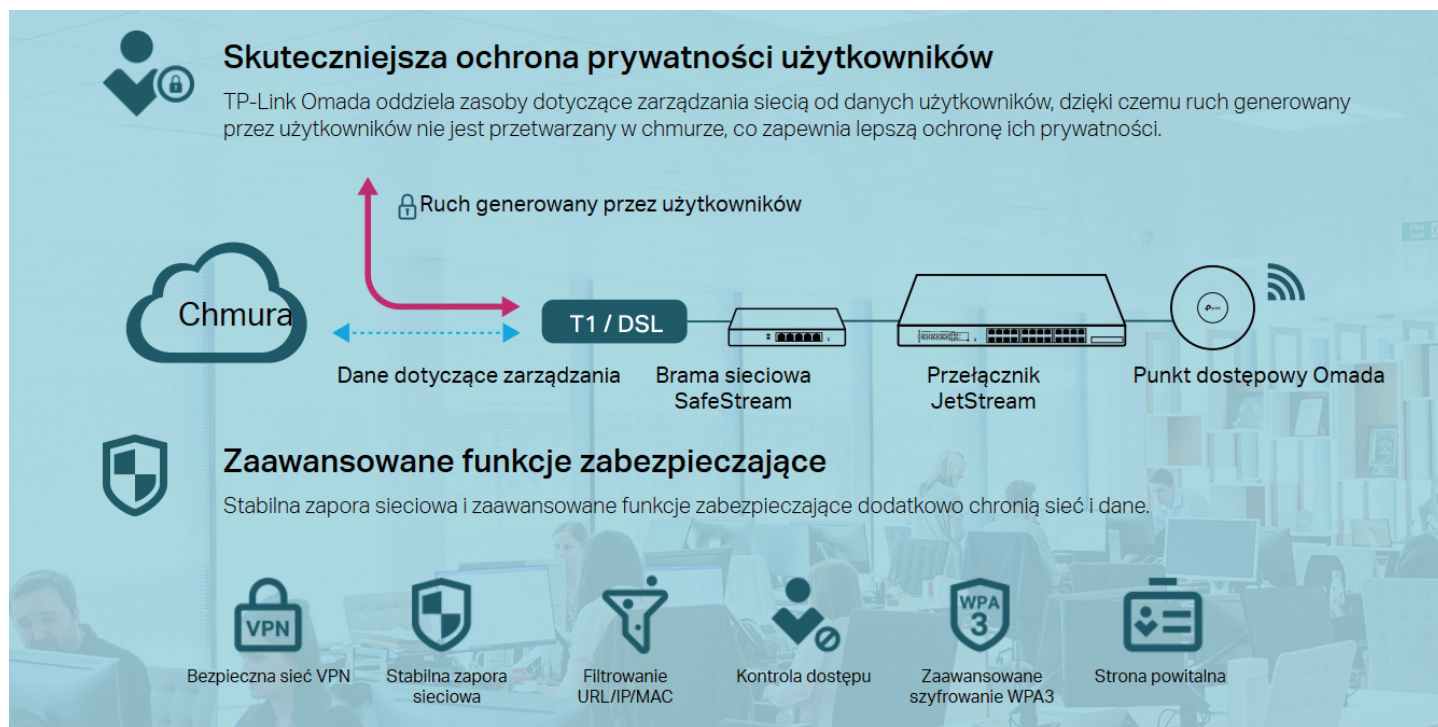 Skuteczniejsza ochrona prywatności użytkowników
TP-Link Omada oddziela zasoby dotyczące zarządzania siecią od danych użytkowników, dzięki czemu ruch generowany
przez użytkowników nie jest przetwarzany w chmurze, co zapewnia lepszą ochronę ich prywatności.
Ruch generowany przez użytkowników
Chmura
T1 / DSL
Dane dotyczące zarządzania
Brama sieciowa
SafeStream
Przełącznik
JetStream
Punkt dostępowy Omada
Zaawansowane funkcje zabezpieczające
Stabilna zapora sieciowa i zaawansowane funkcje zabezpieczające dodatkowo chronią sieć i dane.
VPN
WPA
3
Bezpieczna sieć VPN
Stabilna zapora
sieciowa
Filtrowanie
URL/IP/MAC
Kontrola dostępu
Zaawansowane
szyfrowanie WPA3
Strona powitalna